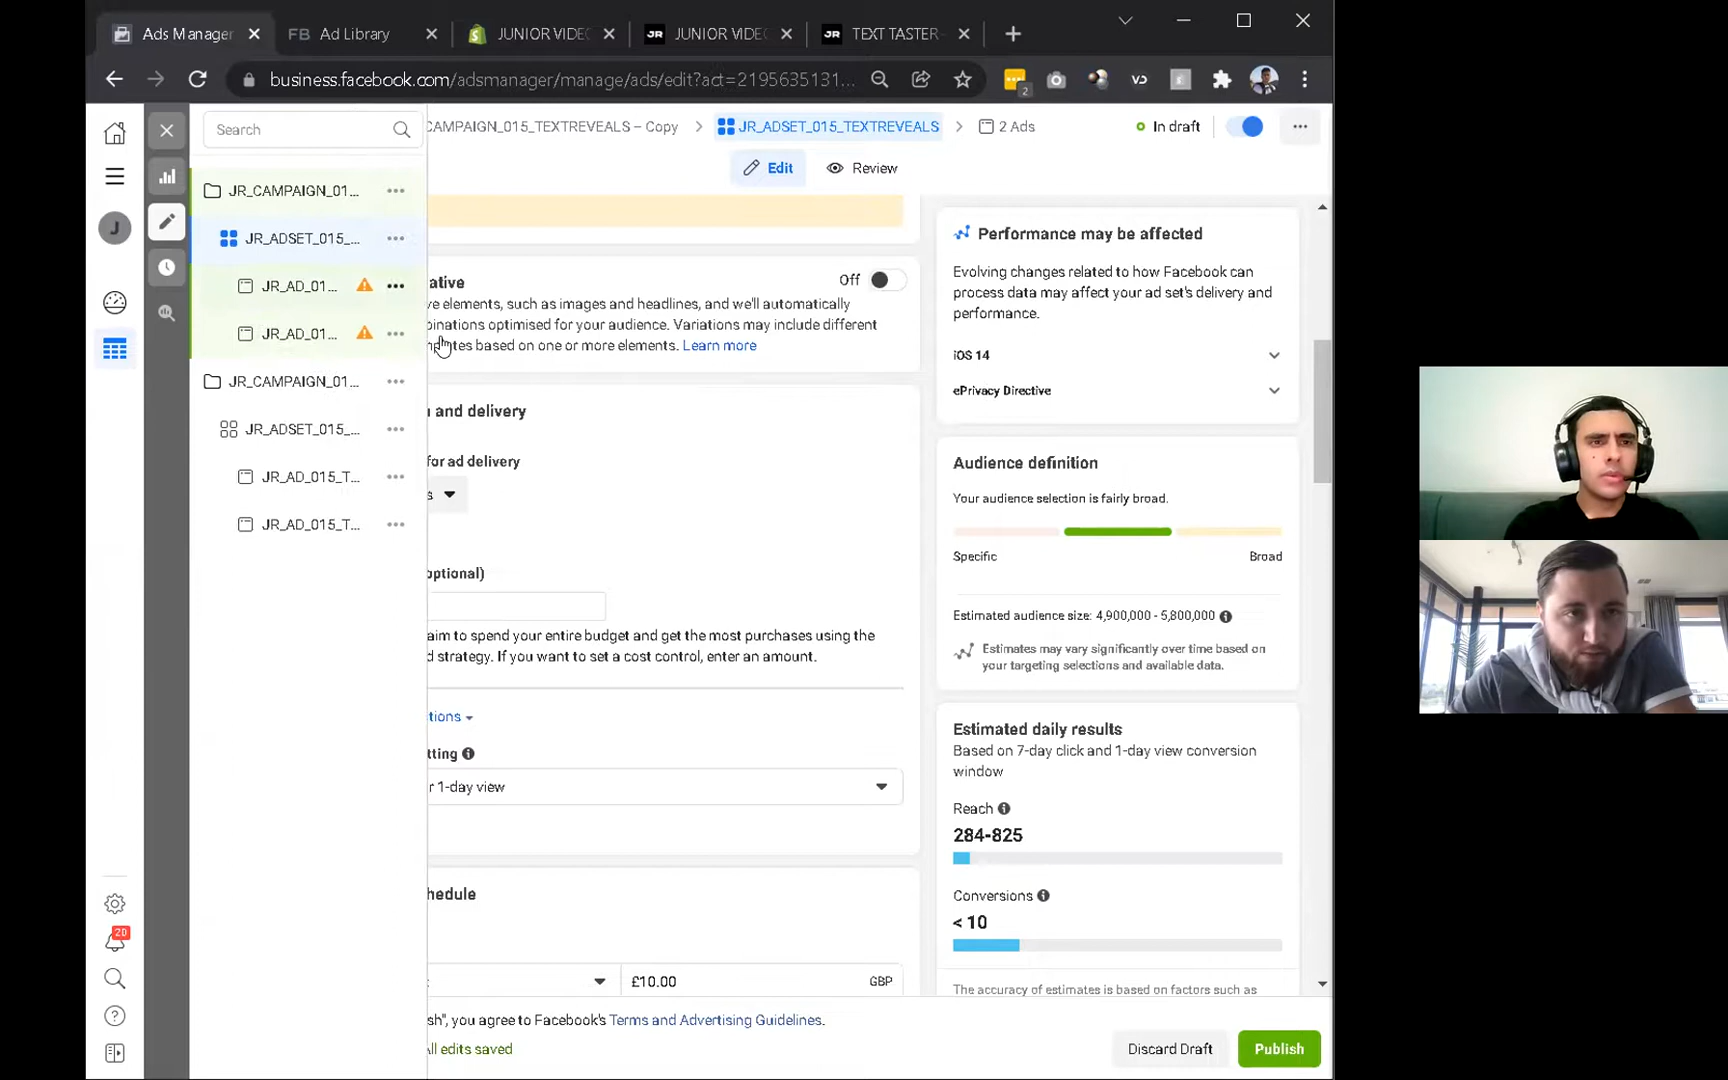 Ads Manager
FB Ad Library
JUNIOR VIDEO
JR JUNIOR VIDEO
JR TEXT TASTER
business.facebook.com/adsmanager/manage/ads/edit?act=2195635131...
2
Search
CAMPAIGN_015_TEXTREVEALS – Copy
JR_ADSET_015_TEXTREVEALS
2 Ads
In draft
Edit
Review
J
JR_CAMPAIGN_01...
JR_ADSET_015_...
JR_AD_01...
JR_AD_01...
JR_CAMPAIGN_01...
JR_ADSET_015_...
JR_AD_015_T...
JR_AD_015_T...
20
ative
Off
e elements, such as images and headlines, and we'll automatically
binations optimised for your audience. Variations may include different
tes based on one or more elements. Learn more
and delivery
for ad delivery
s
optional)
aim to spend your entire budget and get the most purchases using the
d strategy. If you want to set a cost control, enter an amount.
tions
tting
r 1-day view
hedule
£10.00 GBP
sh", you agree to Facebook's Terms and Advertising Guidelines.
All edits saved
Performance may be affected
Evolving changes related to how Facebook can
process data may affect your ad set's delivery and
performance.
iOS 14
ePrivacy Directive
Audience definition
Your audience selection is fairly broad.
Specific Broad
Estimated audience size: 4,900,000 - 5,800,000
Estimates may vary significantly over time based on
your targeting selections and available data.
Estimated daily results
Based on 7-day click and 1-day view conversion
window
Reach
284-825
Conversions
< 10
The accuracy of estimates is based on factors such as
Discard Draft
Publish